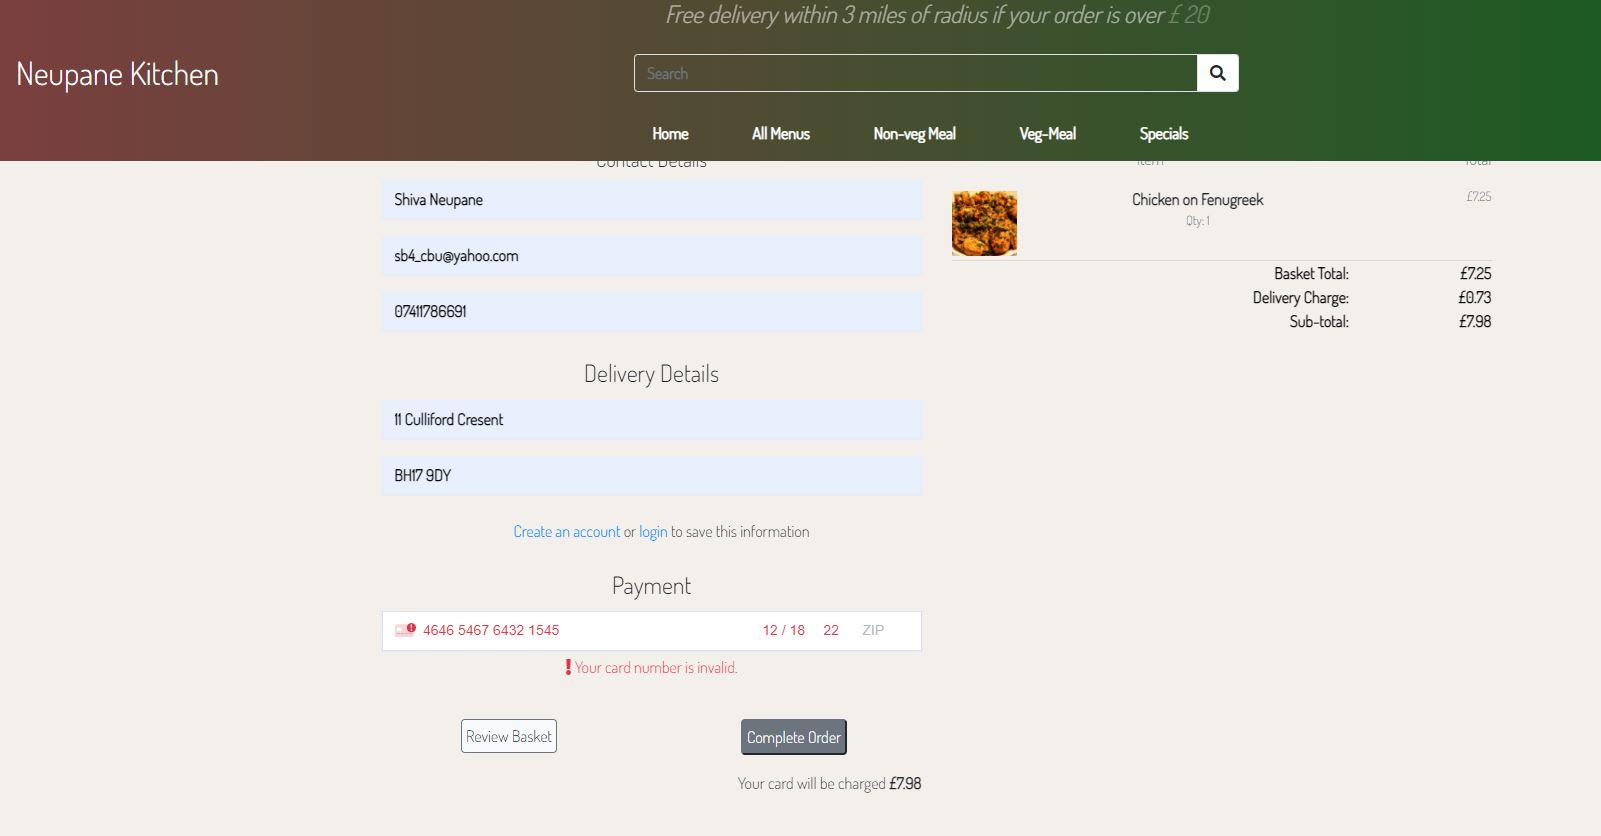 Free delivery within 3 miles of radius if your order is over £ 20
Neupane Kitchen
Search
Home All Menus Non-veg Meal Veg-Meal Specials
Contact Details
Shiva Neupane
sb4_cbu@yahoo.com
07411786691
Delivery Details
11 Culliford Cresent
BH17 9DY
Create an account or login to save this information
Payment
4646 5467 6432 1545 12 / 18 22 ZIP
Your card number is invalid.
Review Basket Complete Order
Your card will be charged £7.98
Item Total
Chicken on Fenugreek £7.25
Qty: 1
Basket Total: £7.25
Delivery Charge: £0.73
Sub-total: £7.98